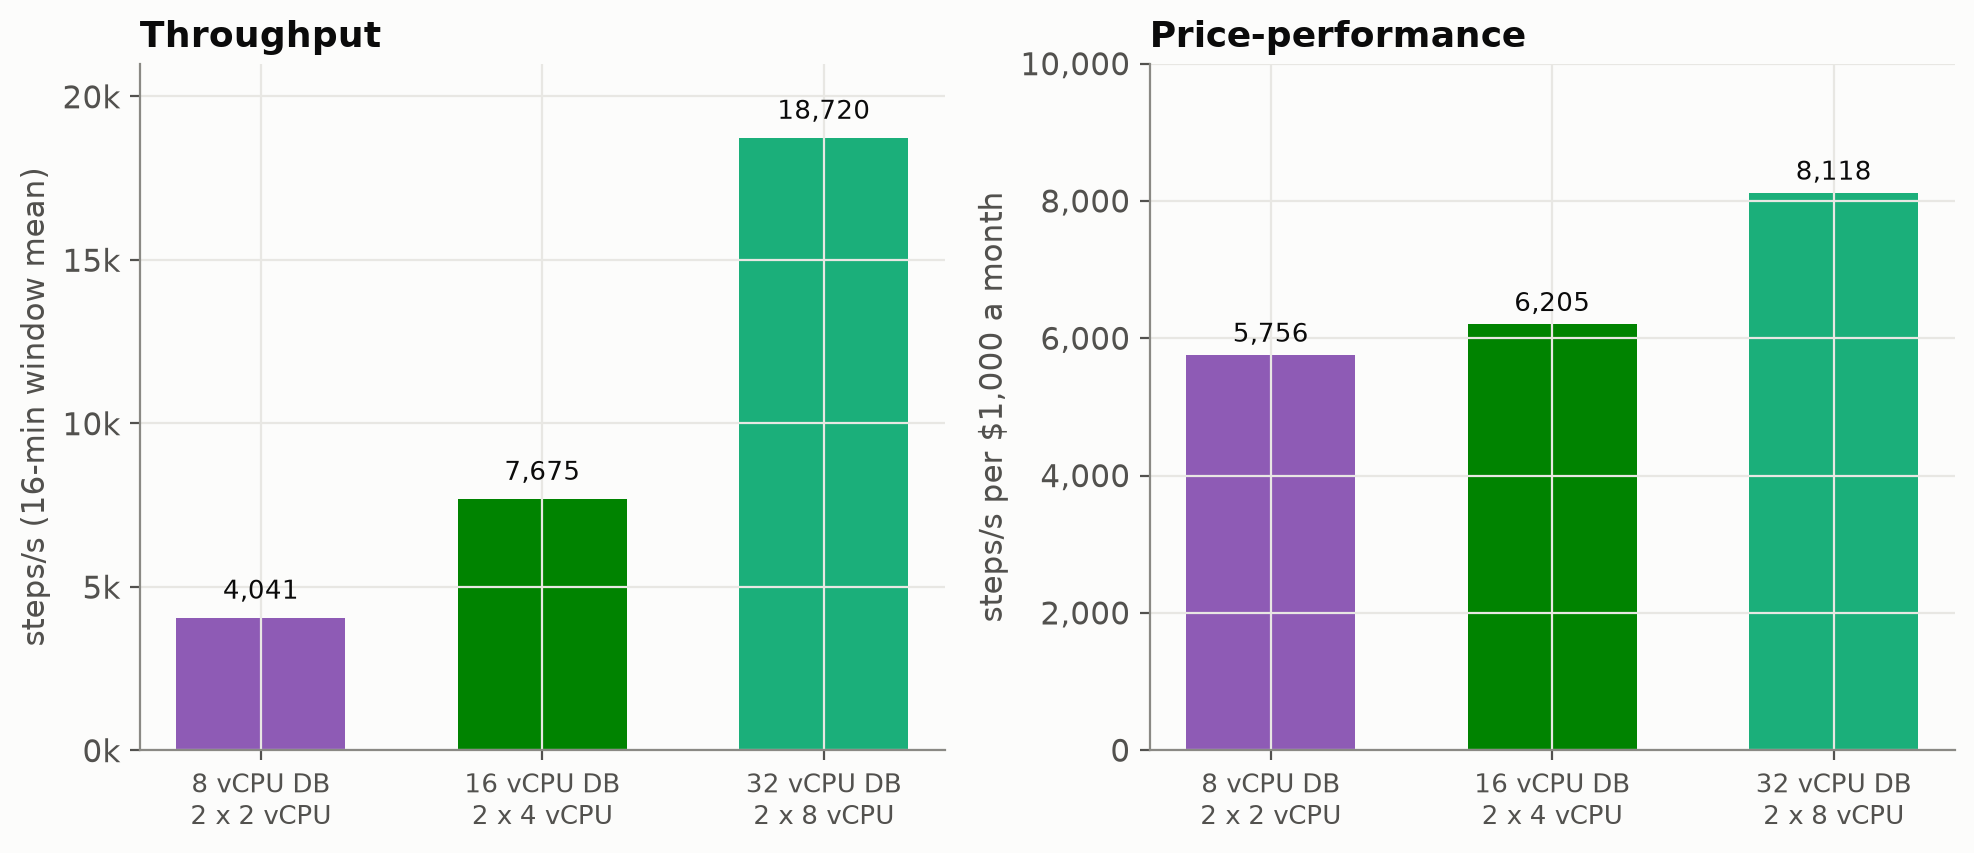 Throughput
steps/s (16-min window mean)
20k
15k
10k
5k
0k
4,041
7,675
18,720
8 vCPU DB
2 x 2 vCPU
16 vCPU DB
2 x 4 vCPU
32 vCPU DB
2 x 8 vCPU
Price-performance
steps/s per $1,000 a month
10,000
8,000
6,000
4,000
2,000
0
5,756
6,205
8,118
8 vCPU DB
2 x 2 vCPU
16 vCPU DB
2 x 4 vCPU
32 vCPU DB
2 x 8 vCPU